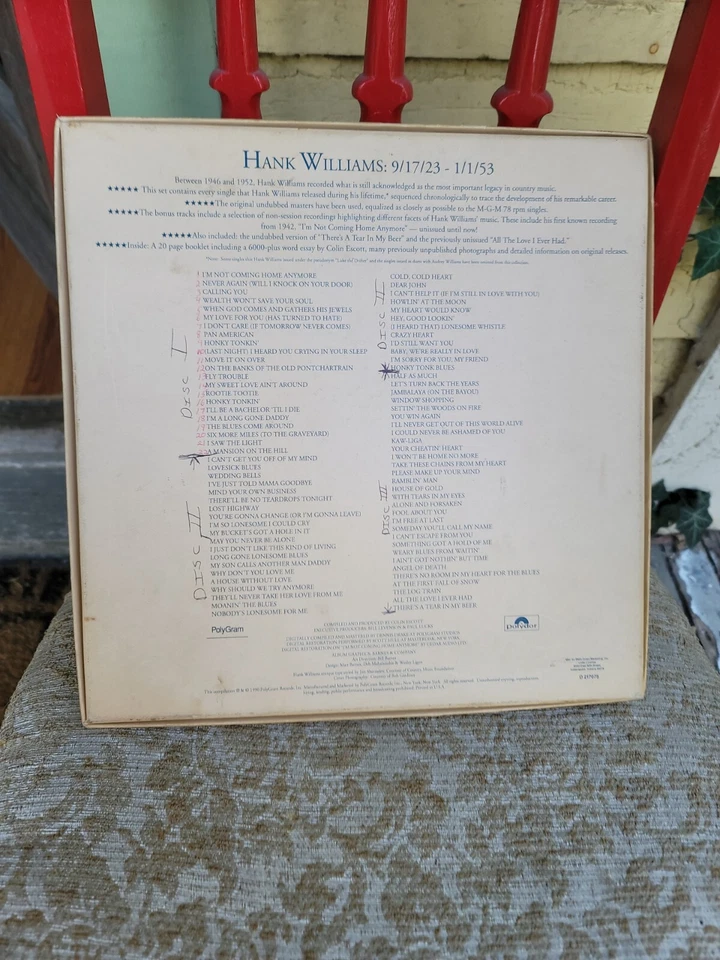 HANK WILLIAMS: 9/17/23 - 1/1/53
Between 1946 and 1952, Hank Williams recorded what is still acknowledged as the most important legacy in country music.
★★★★★ This set contains every single that Hank Williams released during his lifetime,* sequenced chronologically to trace the development of his remarkable career.
★★★★★The original undubbed masters have been used, equalized as closely as possible to the M-G-M 78 rpm singles.
★★★★★The bonus tracks include a selection of non-session recordings highlighting different facets of Hank Williams' music. These include his first known recording
from 1942, "I'm Not Coming Home Anymore" — unissued until now!
★★★★★Also included: the undubbed version of "There's A Tear In My Beer" and the previously unissued "All The Love I Ever Had."
★★★★★Inside: A 20 page booklet including a 6000-plus word essay by Colin Escott, many previously unpublished photographs and detailed information on original releases.
DISC I
1 I'M NOT COMING HOME ANYMORE
2 NEVER AGAIN (WILL I KNOCK ON YOUR DOOR)
3 CALLING YOU
WEALTH WON'T SAVE YOUR SOUL
WHEN GOD COMES AND GATHERS HIS JEWELS
MY LOVE FOR YOU (HAS TURNED TO HATE)
7 I DON'T CARE (IF TOMORROW NEVER COMES)
PAN AMERICAN
HONKY TONKIN'
10 (LAST NIGHT) I HEARD YOU CRYING IN YOUR SLEEP
11 MOVE IT ON OVER
12 ON THE BANKS OF THE OLD PONTCHARTRAIN
FLY TROUBLE
MY SWEET LOVE AIN'T AROUND
ROOTIE TOOTIE
HONKY TONKIN'
17 I'LL BE A BACHELOR 'TIL I DIE
18 I'M A LONG GONE DADDY
19 THE BLUES COME AROUND
20 SIX MORE MILES (TO THE GRAVEYARD)
21 I SAW THE LIGHT
22 A MANSION ON THE HILL
DISC II
I CAN'T GET YOU OFF OF MY MIND
LOVESICK BLUES
WEDDING BELLS
I'VE JUST TOLD MAMA GOODBYE
MIND YOUR OWN BUSINESS
THERE'LL BE NO TEARDROPS TONIGHT
LOST HIGHWAY
YOU'RE GONNA CHANGE (OR I'M GONNA LEAVE)
I'M SO LONESOME I COULD CRY
MY BUCKET'S GOT A HOLE IN IT
MAY YOU NEVER BE ALONE
I JUST DON'T LIKE THIS KIND OF LIVING
LONG GONE LONESOME BLUES
MY SON CALLS ANOTHER MAN DADDY
WHY DON'T YOU LOVE ME
A HOUSE WITHOUT LOVE
WHY SHOULD WE TRY ANYMORE
THEY'LL NEVER TAKE HER LOVE FROM ME
MOANIN' THE BLUES
NOBODY'S LONESOME FOR ME
DISC II
COLD, COLD HEART
DEAR JOHN
I CAN'T HELP IT (IF I'M STILL IN LOVE WITH YOU)
HOWLIN' AT THE MOON
MY HEART WOULD KNOW
HEY, GOOD LOOKIN'
(I HEARD THAT) LONESOME WHISTLE
CRAZY HEART
I'D STILL WANT YOU
BABY, WE'RE REALLY IN LOVE
I'M SORRY FOR YOU, MY FRIEND
HONKY TONK BLUES
HALF AS MUCH
LET'S TURN BACK THE YEARS
JAMBALAYA (ON THE BAYOU)
WINDOW SHOPPING
SETTIN' THE WOODS ON FIRE
YOU WIN AGAIN
I'LL NEVER GET OUT OF THIS WORLD ALIVE
I COULD NEVER BE ASHAMED OF YOU
KAW-LIGA
YOUR CHEATIN' HEART
I WON'T BE HOME NO MORE
TAKE THESE CHAINS FROM MY HEART
PLEASE MAKE UP YOUR MIND
RAMBLIN' MAN
DISC III
HOUSE OF GOLD
WITH TEARS IN MY EYES
ALONE AND FORSAKEN
FOOL ABOUT YOU
I'M FREE AT LAST
SOMEDAY YOU'LL CALL MY NAME
I CAN'T ESCAPE FROM YOU
SOMETHING GOT A HOLD OF ME
WEARY BLUES FROM WAITIN'
I AIN'T GOT NOTHIN' BUT TIME
ANGEL OF DEATH
THERE'S NO ROOM IN MY HEART FOR THE BLUES
AT THE FIRST FALL OF SNOW
THE LOG TRAIN
ALL THE LOVE I EVER HAD
THERE'S A TEAR IN MY BEER
PolyGram
COMPILED AND PRODUCED BY COLIN ESCOTT
Polydor